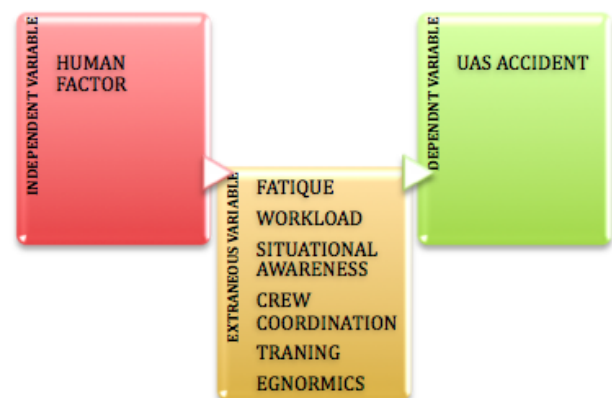 INDEPENDENT VARIABLE
HUMAN
FACTOR
EXTRANEOUS VARIABLE
FATIQUE
WORKLOAD
SITUATIONAL
AWARENESS
CREW
COORDINATION
TRANING
EGNORMICS
DEPENDNT VARIABLE
UAS ACCIDENT